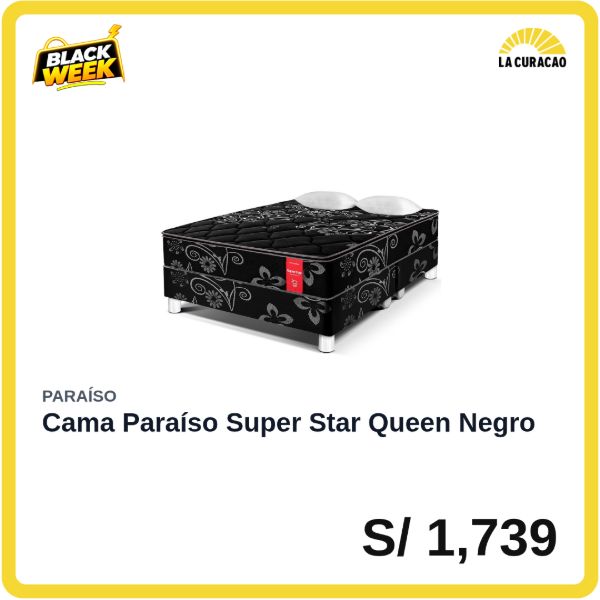 BLACK
WEEK
LA CURACAO
PARAÍSO
Cama Paraíso Super Star Queen Negro
S/ 1,739